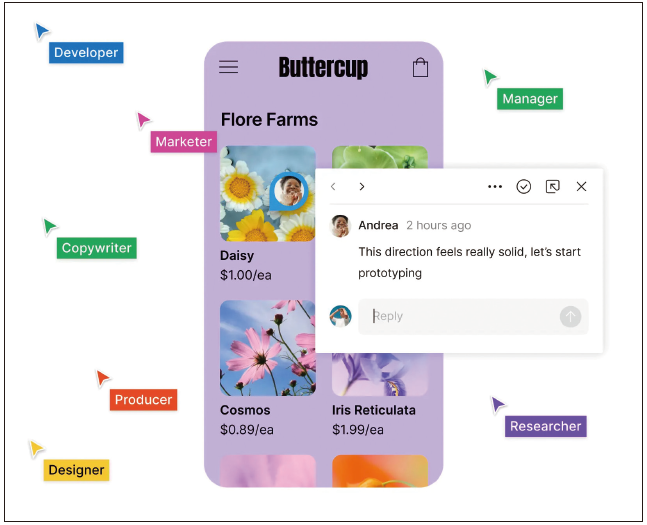 Developer
Buttercup
Manager
Flore Farms
Marketer
Andrea 2 hours ago
This direction feels really solid, let's start
prototyping
Copywriter
Daisy
$1.00/ea
Reply
Producer
Cosmos
Iris Reticulata
$0.89/ea
$1.99/ea
Researcher
Designer